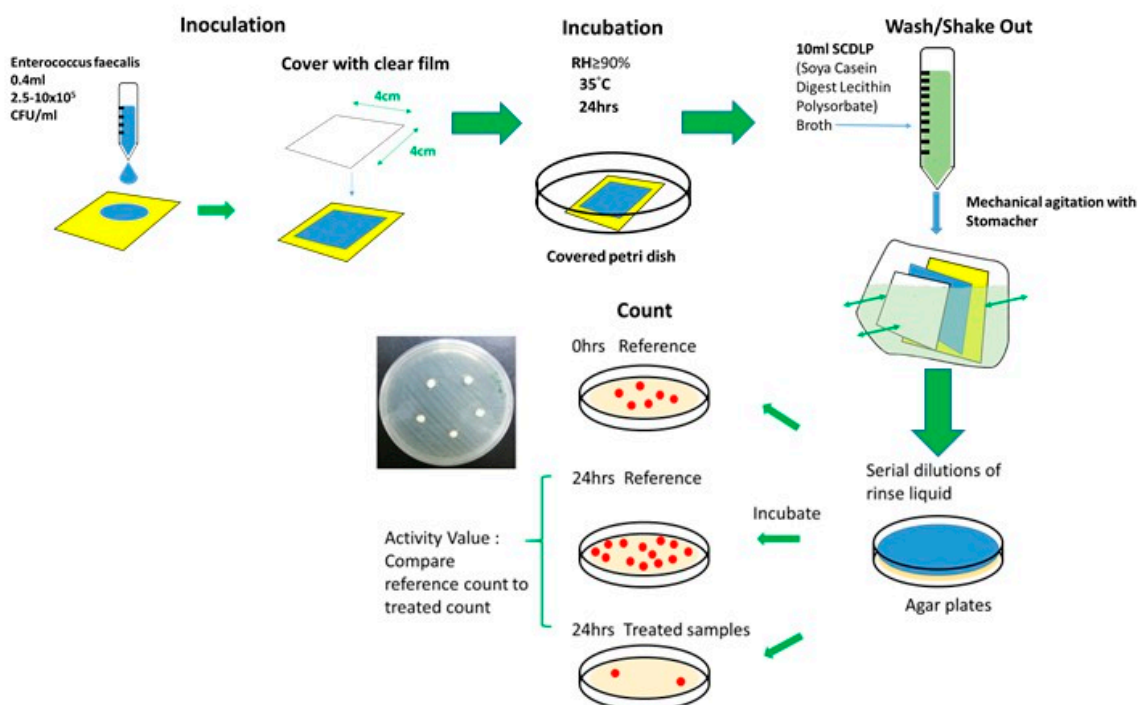 Inoculation
Enterococcus faecalis
0.4ml
2.5-10x10⁵
CFU/ml
Cover with clear film
4cm
4cm
Incubation
RH≥90%
35˚C
24hrs
Covered petri dish
Wash/Shake Out
10ml SCDLP
(Soya Casein
Digest Lecithin
Polysorbate)
Broth
Mechanical agitation with
Stomacher
Serial dilutions of
rinse liquid
Agar plates
Incubate
Count
0hrs Reference
24hrs Reference
24hrs Treated samples
Activity Value :
Compare
reference count to
treated count